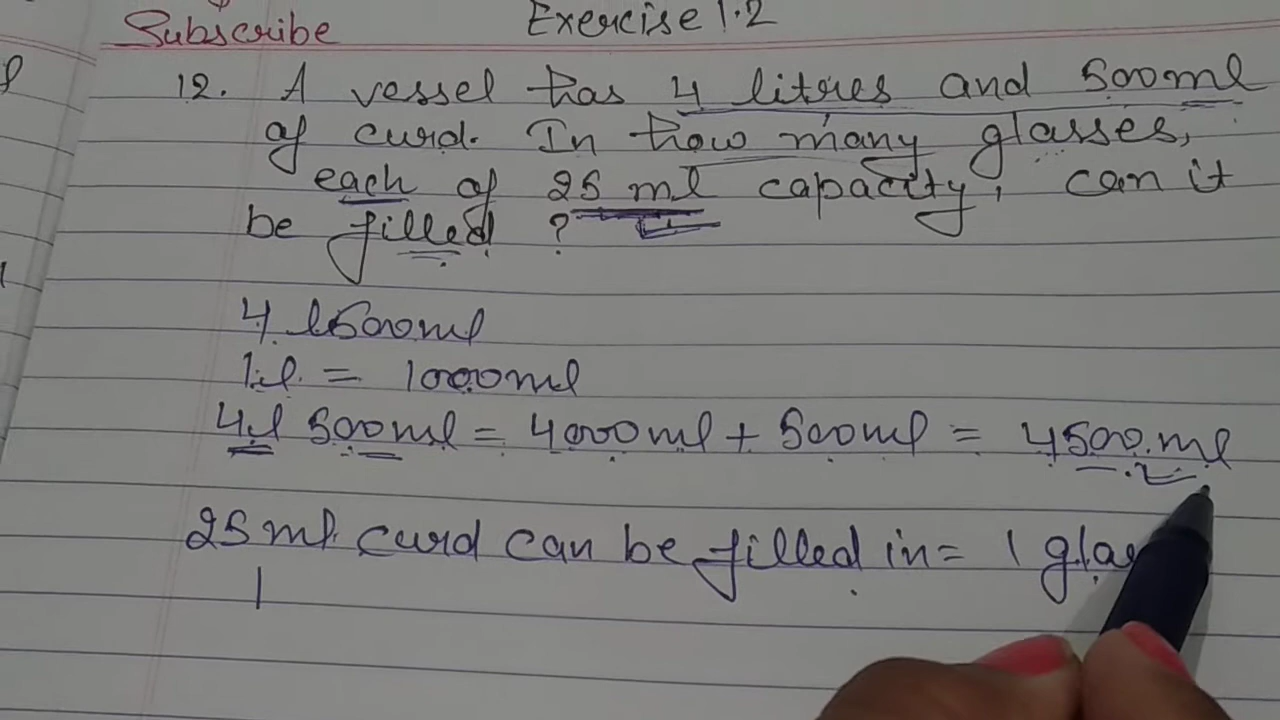 Subscribe Exercise 1.2
12. A vessel has 4 litres and 500ml
of curd. In how many glasses,
each of 25 ml capacity, can it
be filled ?
4 l 500ml
1l = 1000ml
4l 500ml = 4000ml + 500ml = 4500ml
25 ml curd can be filled in = 1 gla
1